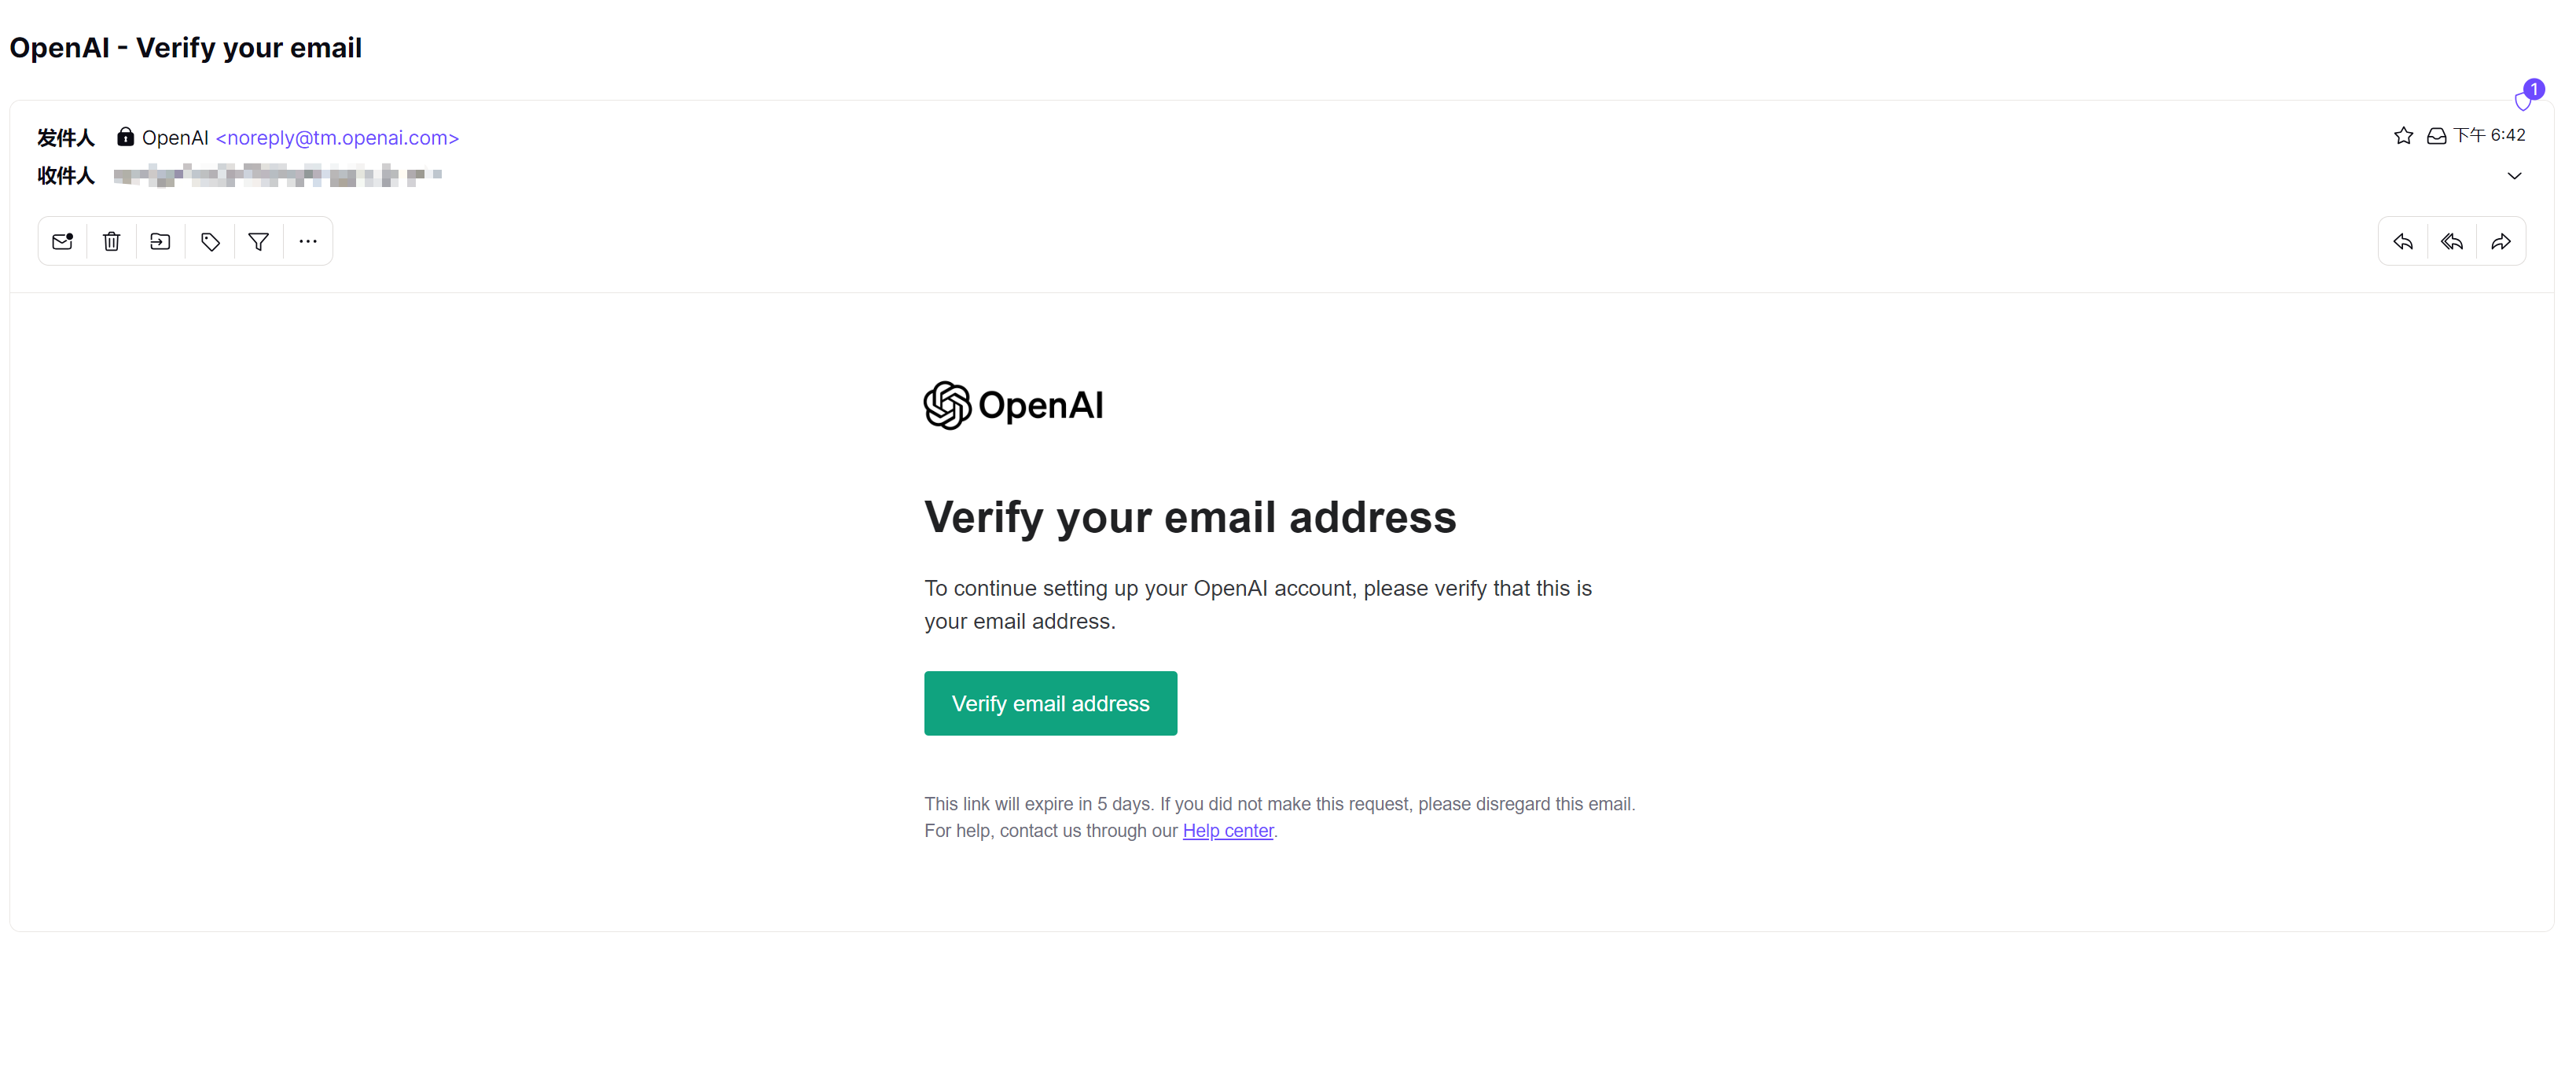 OpenAI - Verify your email
1
发件人 OpenAI <noreply@tm.openai.com>
下午 6:42
收件人
OpenAI
Verify your email address
To continue setting up your OpenAI account, please verify that this is
your email address.
Verify email address
This link will expire in 5 days. If you did not make this request, please disregard this email.
For help, contact us through our Help center.